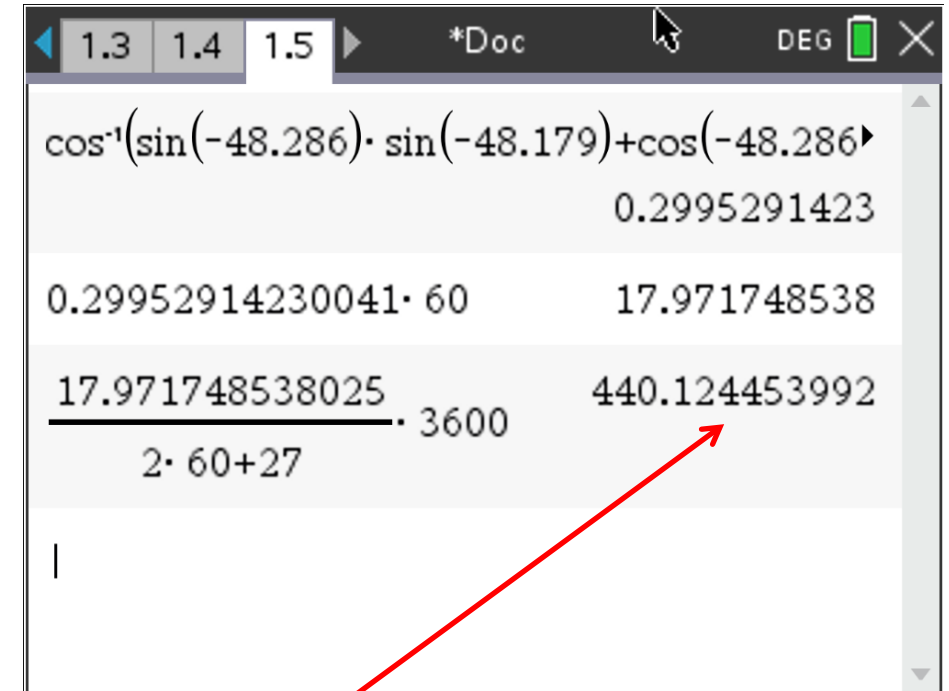 1.3 1.4 1.5 *Doc DEG
cos⁻¹(sin(-48.286)· sin(-48.179)+cos(-48.286
0.2995291423
0.29952914230041· 60 17.971748538
17.971748538025
2· 60+27
· 3600
440.124453992